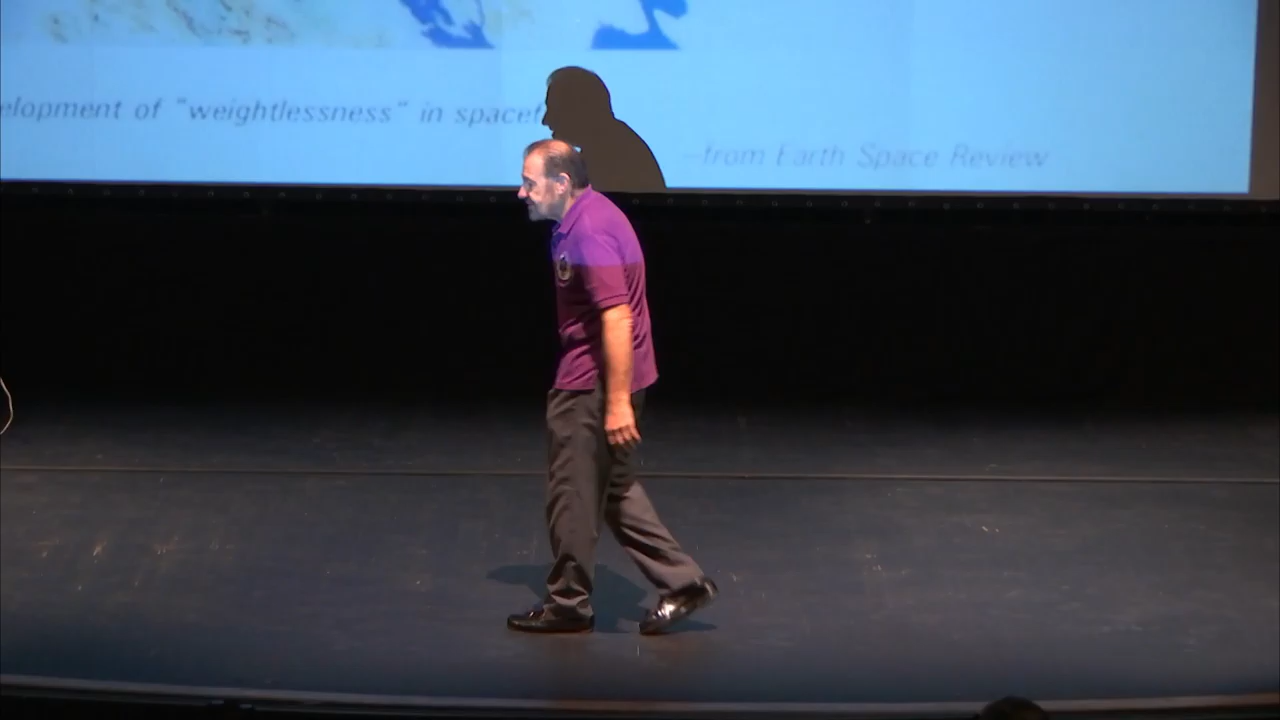 elopment of "weightlessness" in spacef
–from Earth Space Review